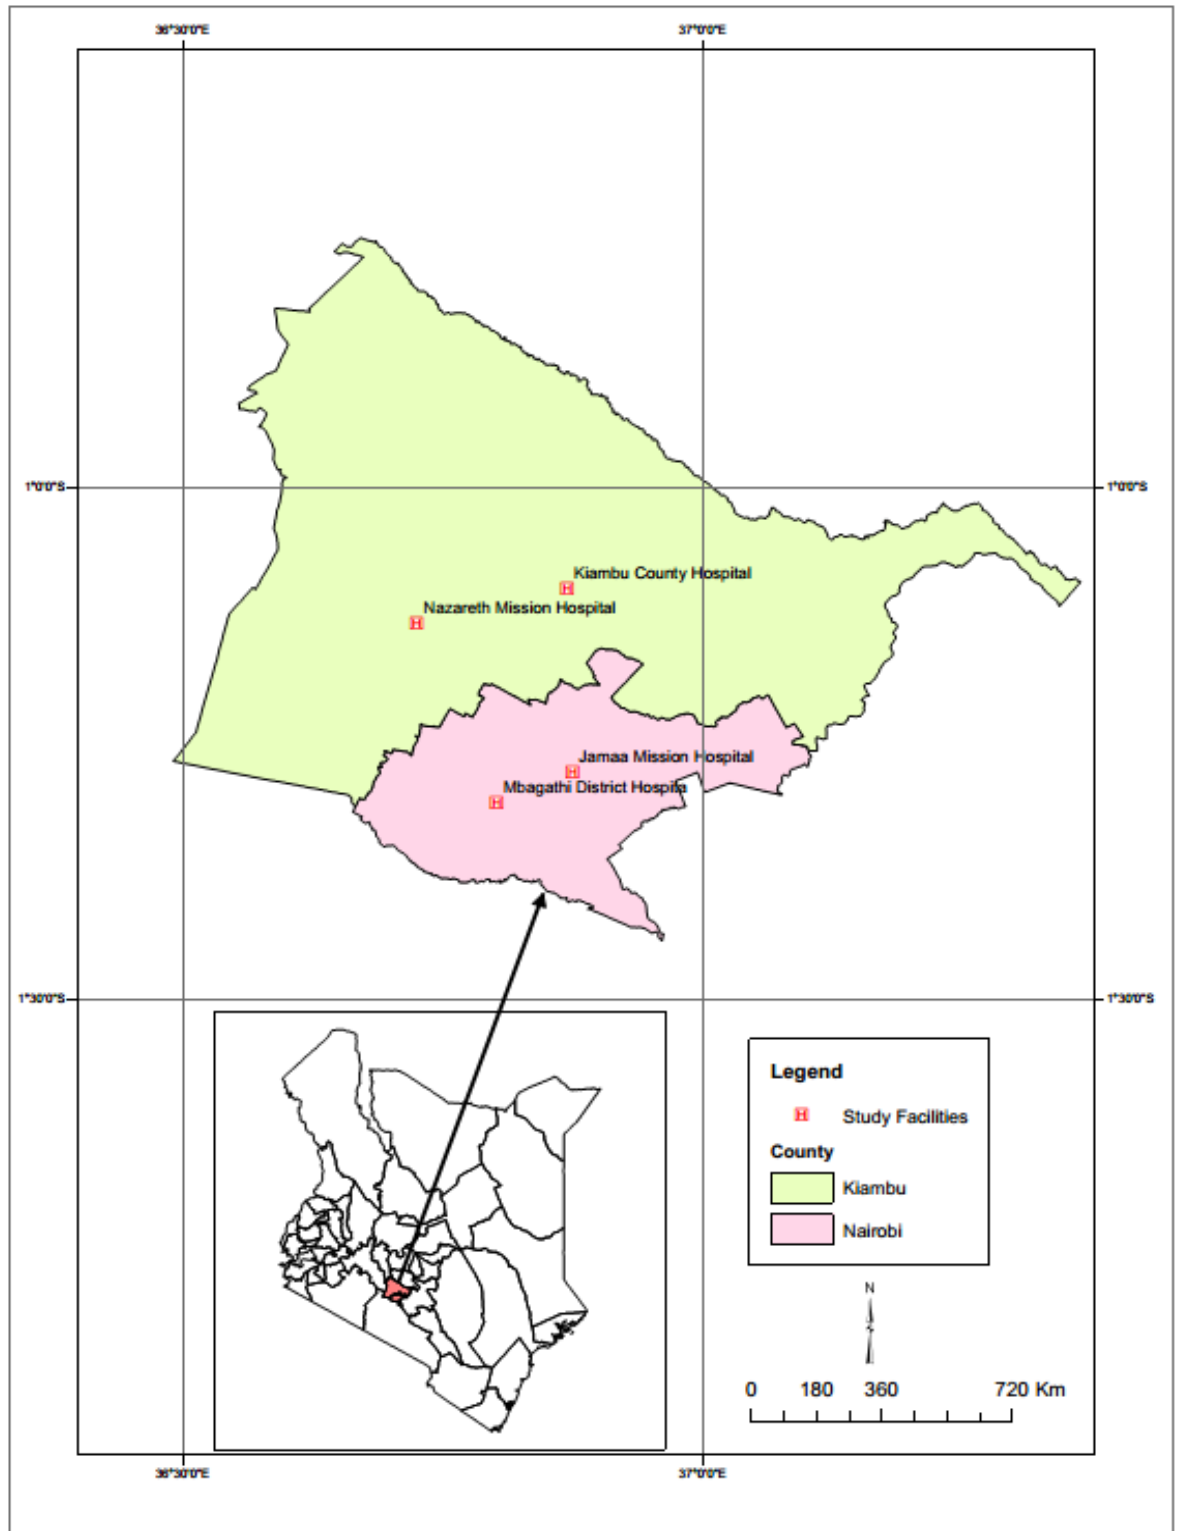 36°30'0"E 37°0'0"E
1°0'0"S 1°0'0"S
Kiambu County Hospital
Nazareth Mission Hospital
Jamaa Mission Hospital
Mbagathi District Hospita
1°30'0"S 1°30'0"S
Legend
Study Facilities
County
Kiambu
Nairobi
N
0 180 360 720 Km
36°30'0"E 37°0'0"E